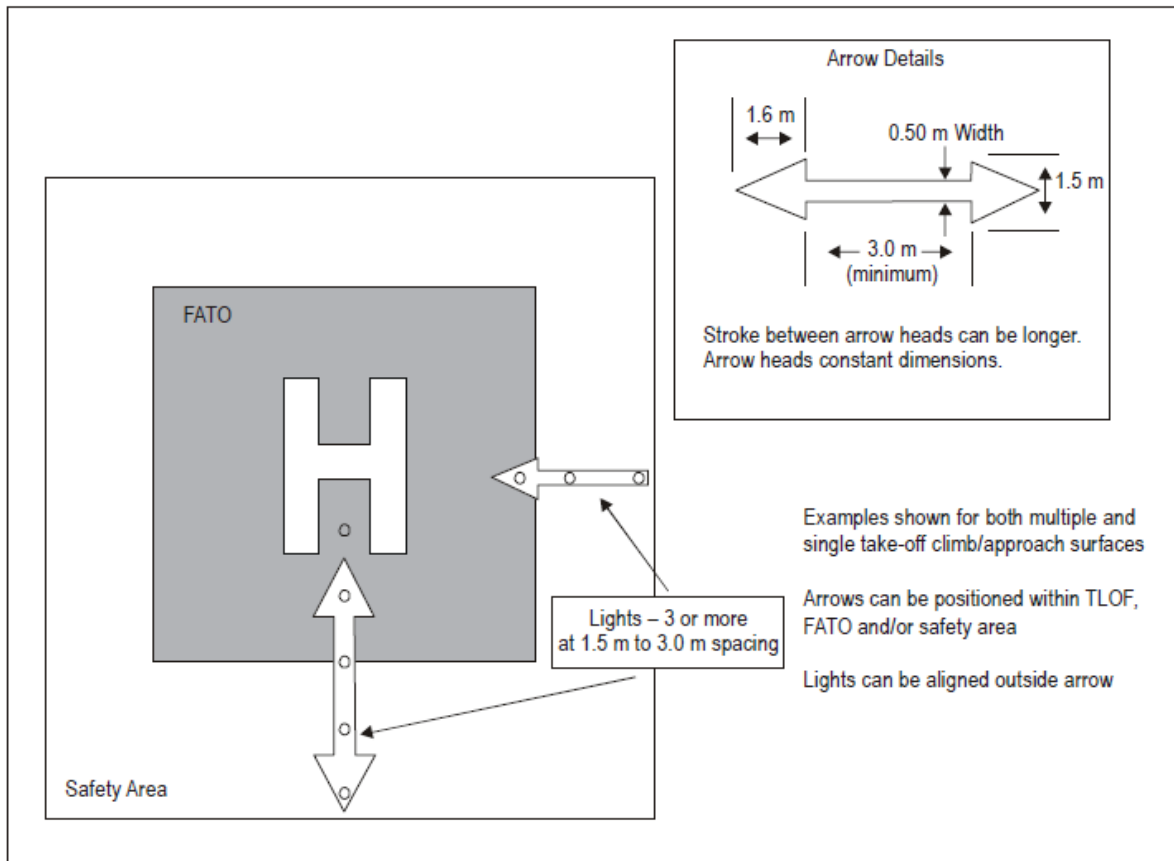 Arrow Details
1.6 m
0.50 m Width
1.5 m
3.0 m
(minimum)
Stroke between arrow heads can be longer.
Arrow heads constant dimensions.
FATO
H
Examples shown for both multiple and
single take-off climb/approach surfaces
Lights – 3 or more
at 1.5 m to 3.0 m spacing
Arrows can be positioned within TLOF,
FATO and/or safety area
Lights can be aligned outside arrow
Safety Area